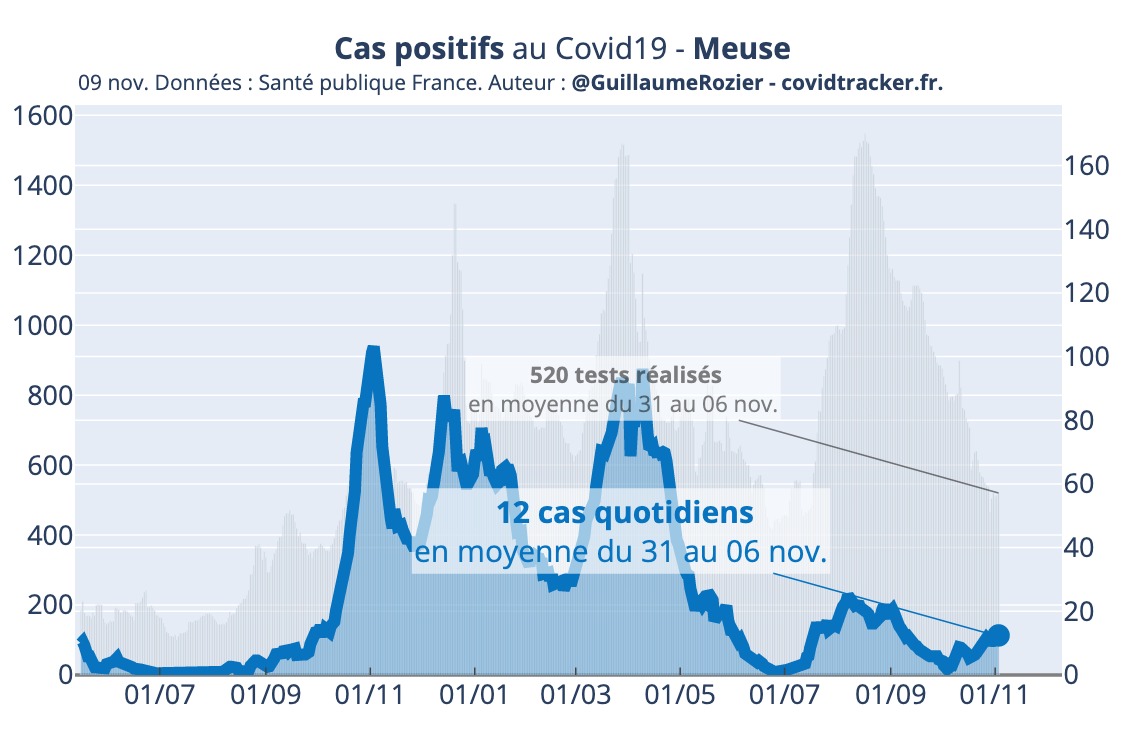 Cas positifs au Covid19 - Meuse
09 nov. Données : Santé publique France. Auteur : @GuillaumeRozier - covidtracker.fr.
1600
1400
1200
1000
800
600
400
200
0
160
140
120
100
80
60
40
20
0
520 tests réalisés
en moyenne du 31 au 06 nov.
12 cas quotidiens
en moyenne du 31 au 06 nov.
01/07 01/09 01/11 01/01 01/03 01/05 01/07 01/09 01/11